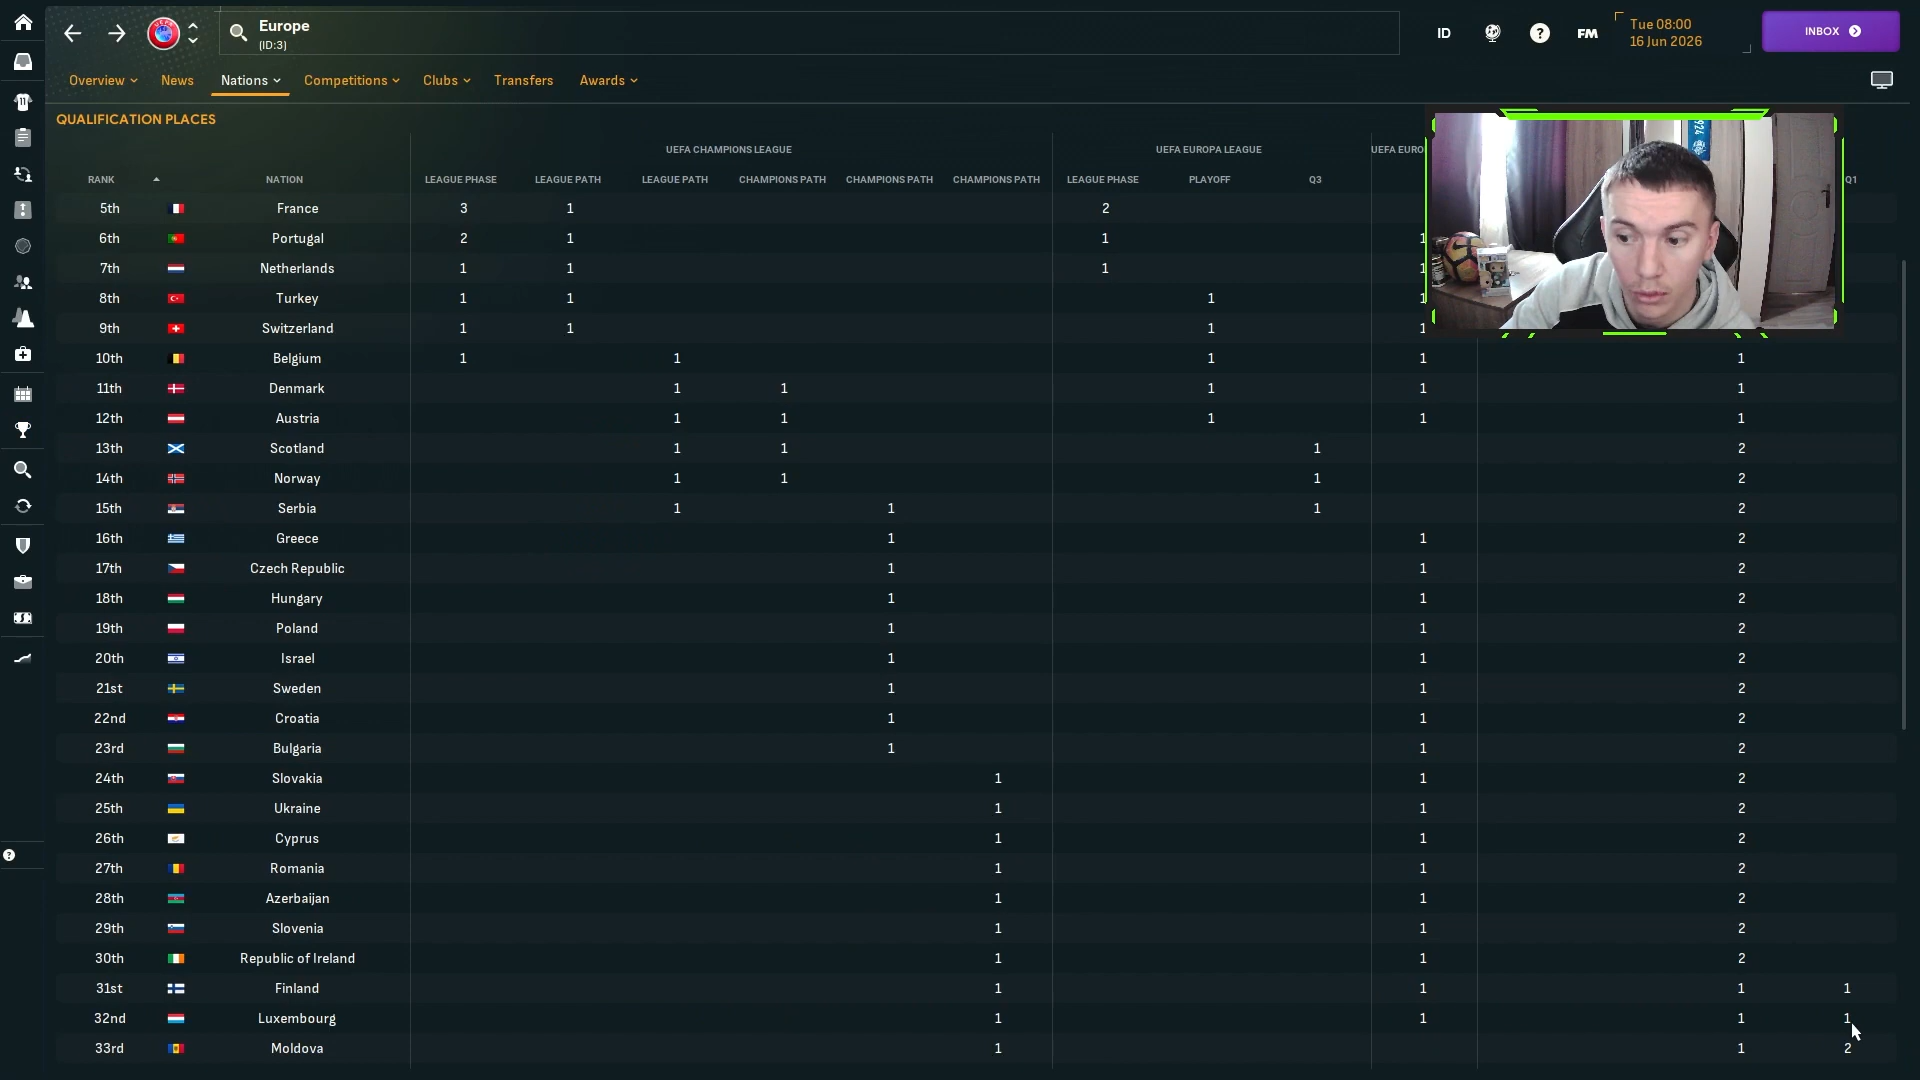 Europe
(ID:3)
ID
FM
Tue 08:00
16 Jun 2026
INBOX
Overview News Nations Competitions Clubs Transfers Awards
QUALIFICATION PLACES
UEFA CHAMPIONS LEAGUE UEFA EUROPA LEAGUE UEFA EURO
RANK NATION LEAGUE PHASE LEAGUE PATH LEAGUE PATH CHAMPIONS PATH CHAMPIONS PATH CHAMPIONS PATH LEAGUE PHASE PLAYOFF Q3 Q1
5th France 3 1 2
6th Portugal 2 1 1 1
7th Netherlands 1 1 1 1
8th Turkey 1 1 1 1
9th Switzerland 1 1 1 1
10th Belgium 1 1 1 1 1
11th Denmark 1 1 1 1 1
12th Austria 1 1 1 1 1
13th Scotland 1 1 1 2
14th Norway 1 1 1 2
15th Serbia 1 1 1 2
16th Greece 1 1 2
17th Czech Republic 1 1 2
18th Hungary 1 1 2
19th Poland 1 1 2
20th Israel 1 1 2
21st Sweden 1 1 2
22nd Croatia 1 1 2
23rd Bulgaria 1 1 2
24th Slovakia 1 1 2
25th Ukraine 1 1 2
26th Cyprus 1 1 2
27th Romania 1 1 2
28th Azerbaijan 1 1 2
29th Slovenia 1 1 2
30th Republic of Ireland 1 1 2
31st Finland 1 1 1 1
32nd Luxembourg 1 1 1 1
33rd Moldova 1 1 2